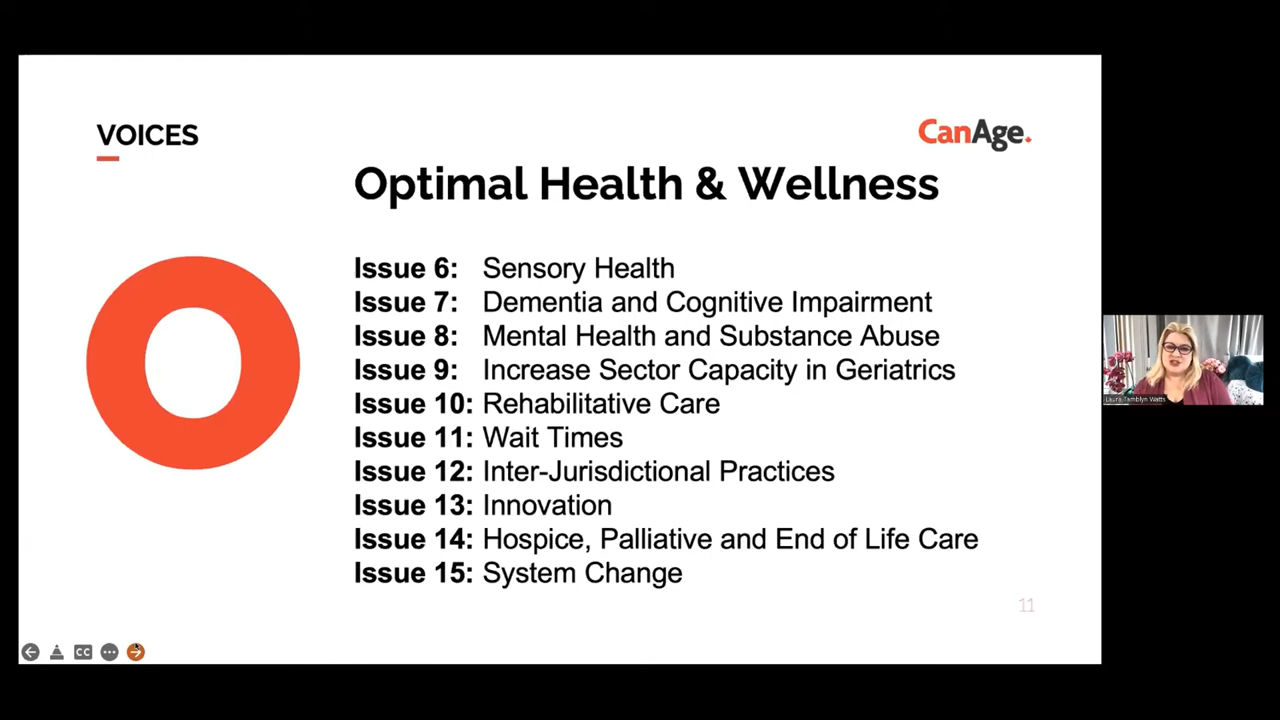 VOICES
CanAge.
Optimal Health & Wellness
O
Issue 6: Sensory Health
Issue 7: Dementia and Cognitive Impairment
Issue 8: Mental Health and Substance Abuse
Issue 9: Increase Sector Capacity in Geriatrics
Issue 10: Rehabilitative Care
Issue 11: Wait Times
Issue 12: Inter-Jurisdictional Practices
Issue 13: Innovation
Issue 14: Hospice, Palliative and End of Life Care
Issue 15: System Change
11
CC
Laura Tamblyn Watts